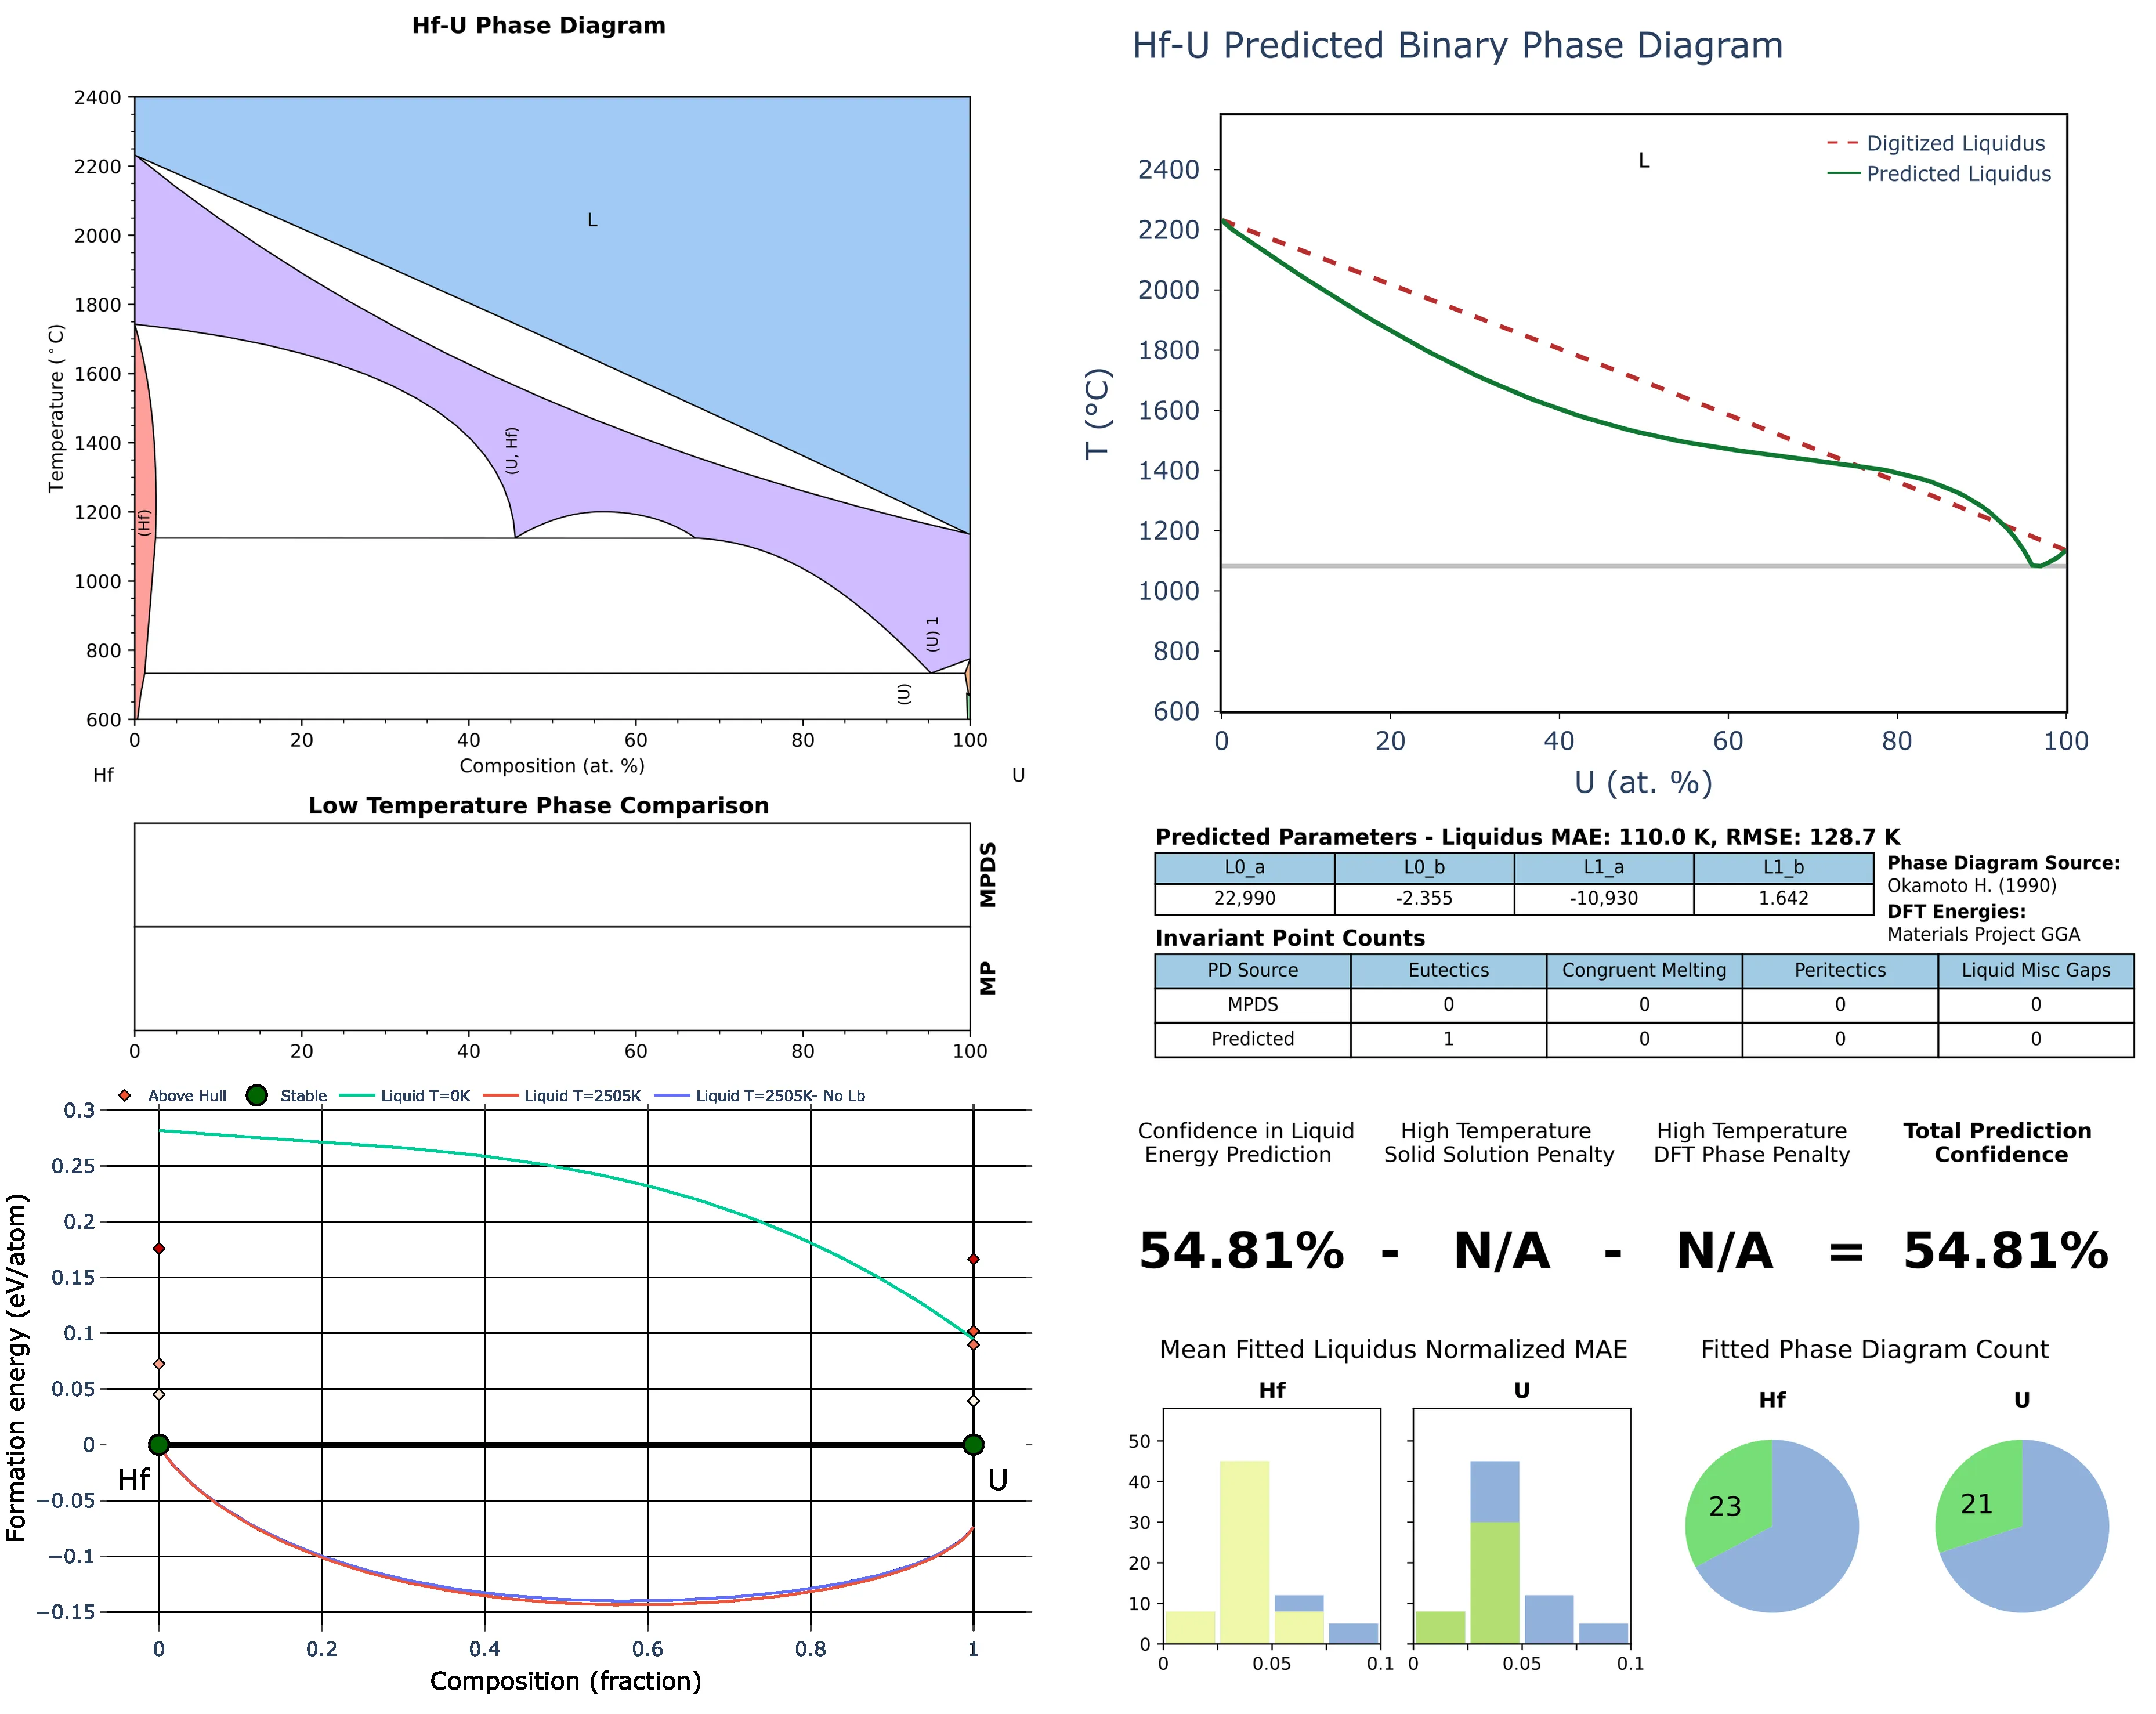 Hf-U Phase Diagram
2400
2200
2000
1800
1600
1400
1200
1000
800
600
Temperature (°C)
L
(U, Hf)
(Hf)
(U) 1
(U)
0 20 40 60 80 100
Composition (at. %)
Hf U
Low Temperature Phase Comparison
MPDS
MP
0 20 40 60 80 100
Above Hull Stable Liquid T=0K Liquid T=2505K Liquid T=2505K- No Lb
0.3
0.25
0.2
0.15
0.1
0.05
0
−0.05
−0.1
−0.15
Formation energy (eV/atom)
Hf U
0 0.2 0.4 0.6 0.8 1
Composition (fraction)
Hf-U Predicted Binary Phase Diagram
L
Digitized Liquidus
Predicted Liquidus
2400
2200
2000
1800
1600
1400
1200
1000
800
600
T (°C)
0 20 40 60 80 100
U (at. %)
Predicted Parameters - Liquidus MAE: 110.0 K, RMSE: 128.7 K
L0_a L0_b L1_a L1_b
22,990 -2.355 -10,930 1.642
Phase Diagram Source:
Okamoto H. (1990)
DFT Energies:
Materials Project GGA
Invariant Point Counts
PD Source Eutectics Congruent Melting Peritectics Liquid Misc Gaps
MPDS 0 0 0 0
Predicted 1 0 0 0
Confidence in Liquid
Energy Prediction
High Temperature
Solid Solution Penalty
High Temperature
DFT Phase Penalty
Total Prediction
Confidence
54.81% - N/A - N/A = 54.81%
Mean Fitted Liquidus Normalized MAE
Hf U
50
40
30
20
10
0
0 0.05 0.1 0 0.05 0.1
Fitted Phase Diagram Count
Hf U
23 21